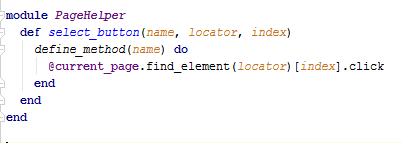 module PageHelper
def select_button(name, locator, index)
define_method(name) do
@current_page.find_element(locator)[index].click
end
end
end